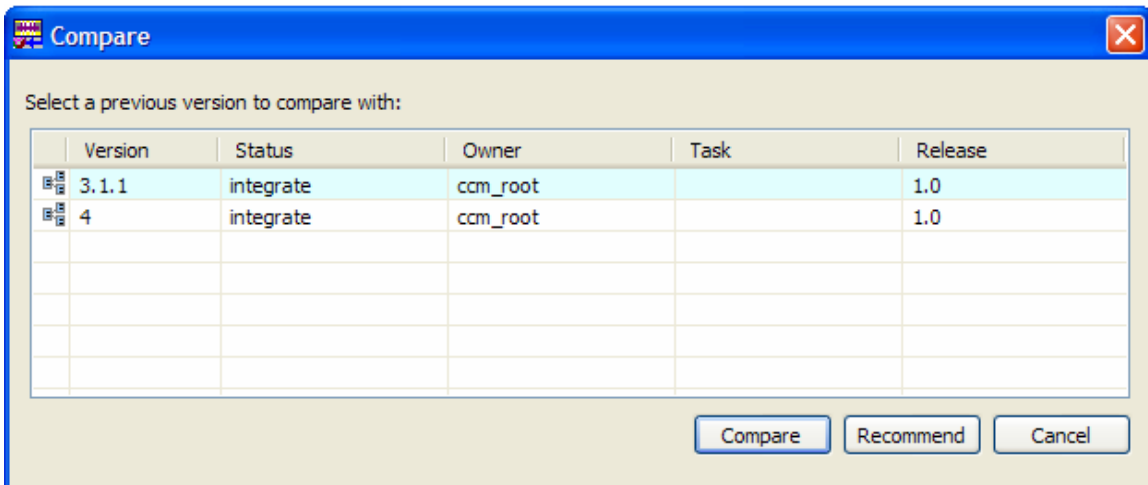 Compare
Select a previous version to compare with:
Version Status Owner Task Release
3.1.1 integrate ccm_root 1.0
4 integrate ccm_root 1.0
Compare Recommend Cancel